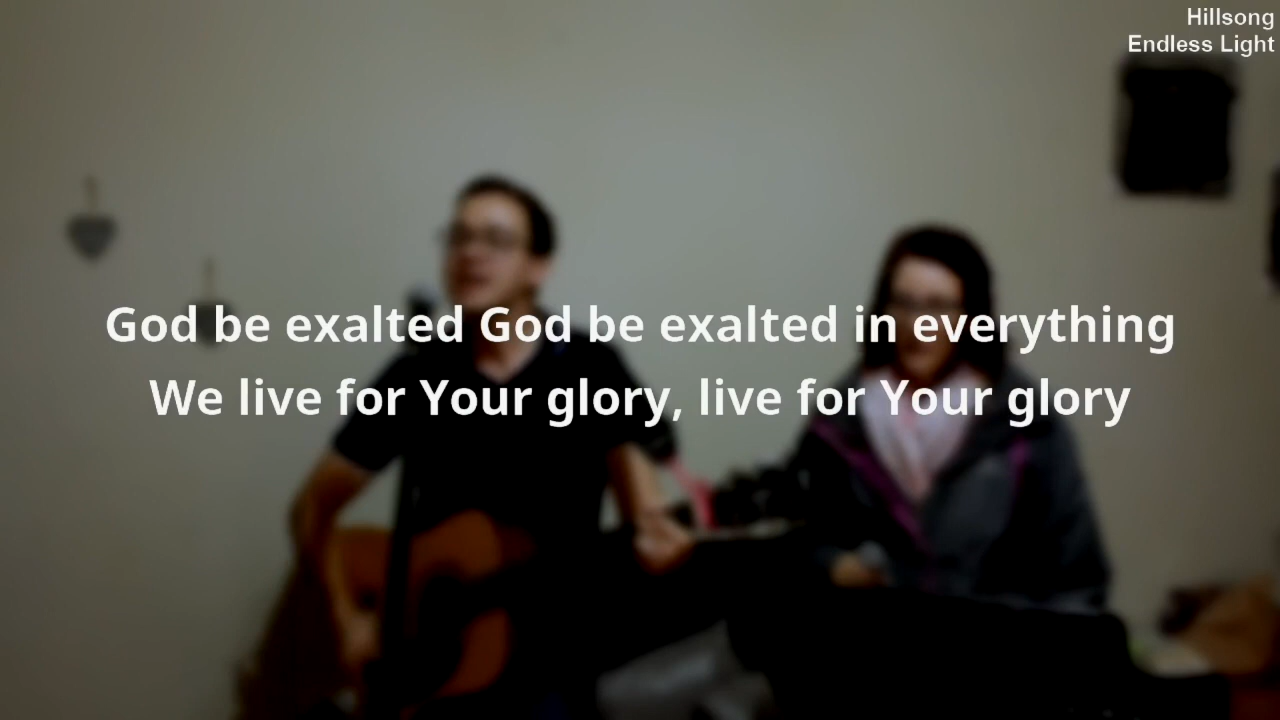 Hillsong
Endless Light
God be exalted God be exalted in everything
We live for Your glory, live for Your glory